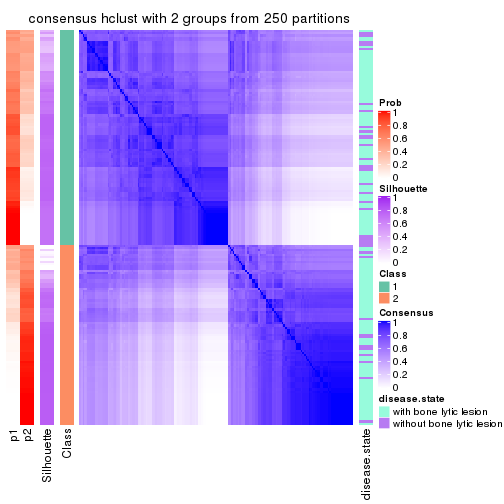 consensus hclust with 2 groups from 250 partitions
Prob
1
0.8
0.6
0.4
0.2
0
Silhouette
1
0.8
0.6
0.4
0.2
0
Class
1
2
Consensus
1
0.8
0.6
0.4
0.2
0
disease.state
with bone lytic lesion
without bone lytic lesion
p1
p2
Silhouette
Class
disease.state